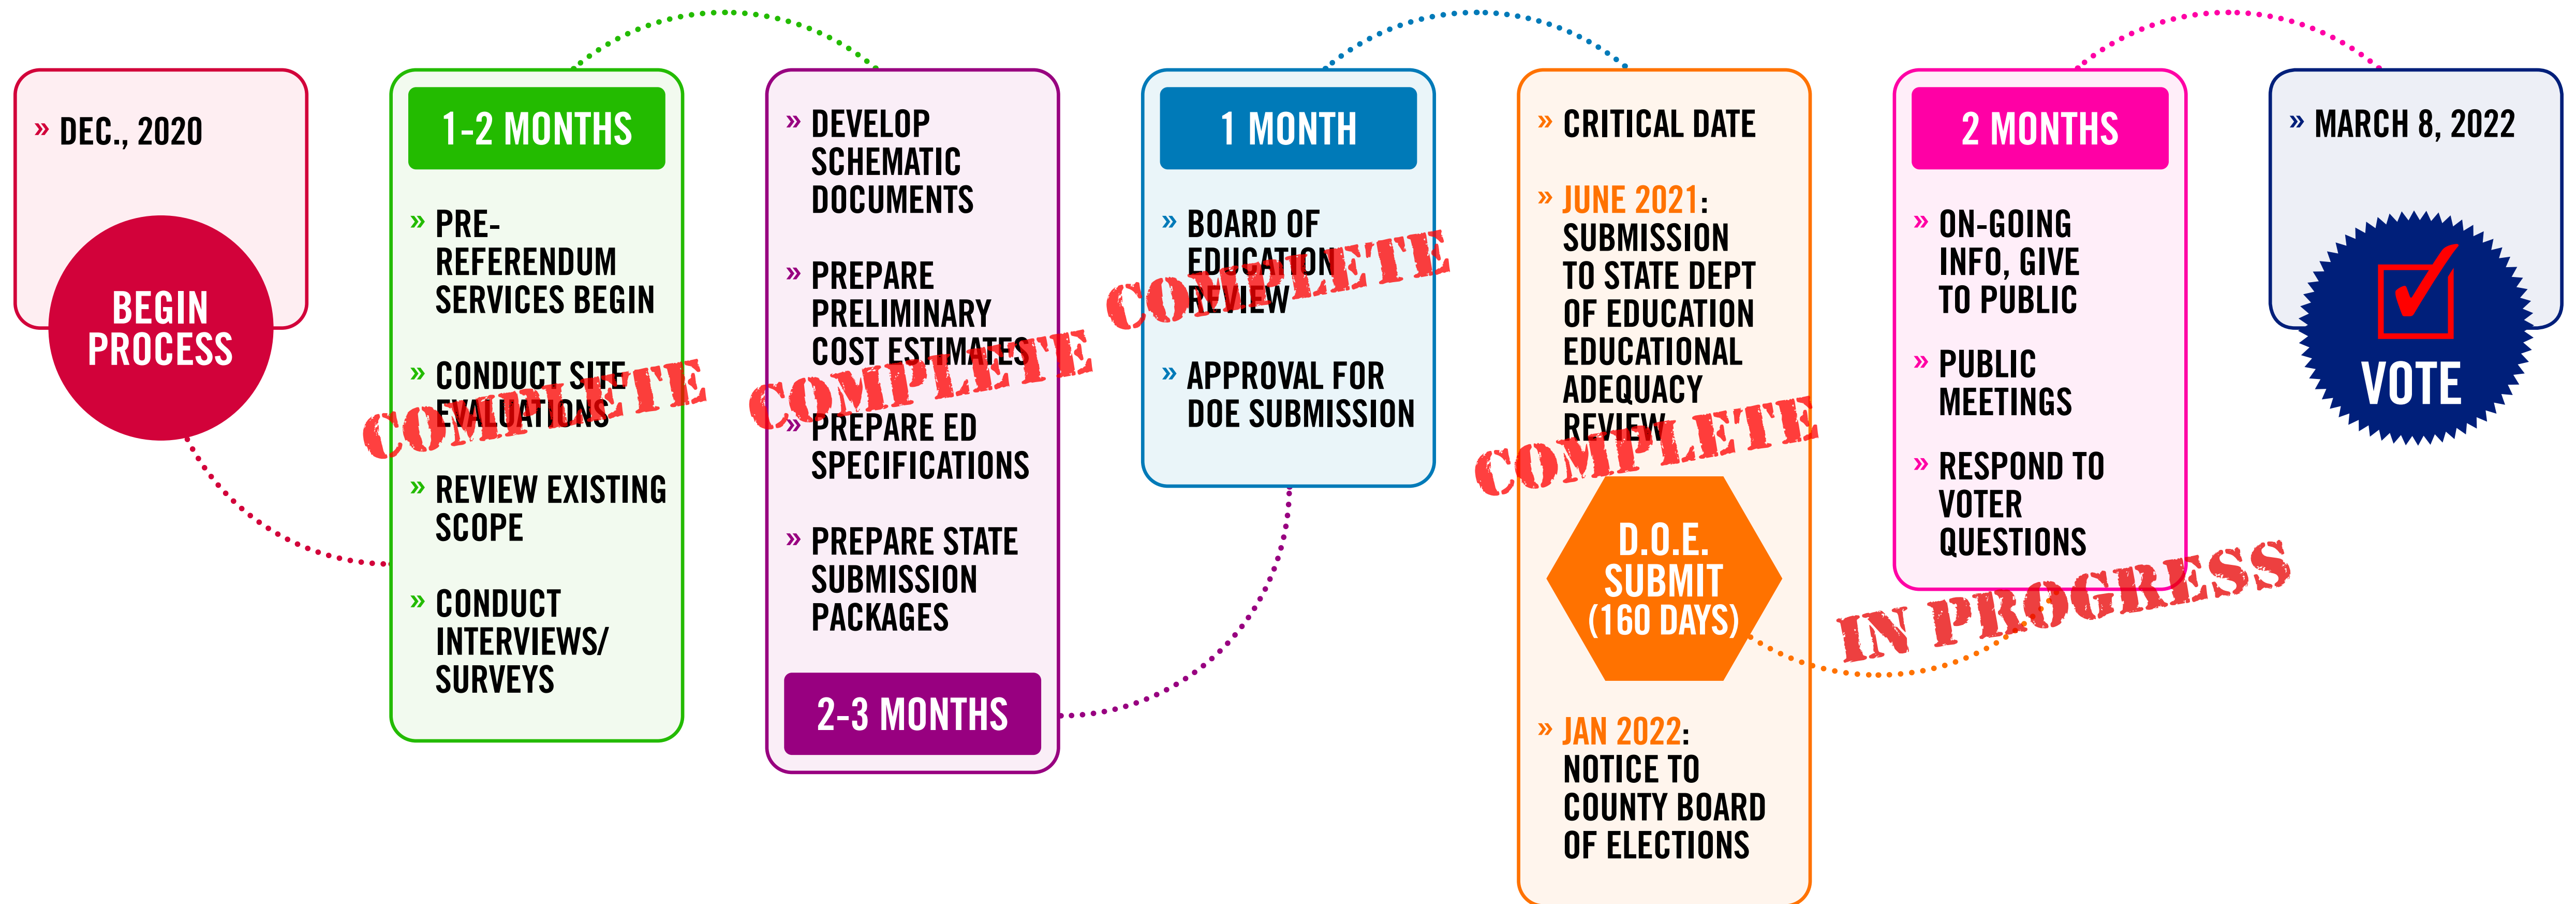 » DEC., 2020
BEGIN
PROCESS
1-2 MONTHS
» PRE-
REFERENDUM
SERVICES BEGIN
» CONDUCT SITE
EVALUATIONS
» REVIEW EXISTING
SCOPE
» CONDUCT
INTERVIEWS/
SURVEYS
COMPLETE
» DEVELOP
SCHEMATIC
DOCUMENTS
» PREPARE
PRELIMINARY
COST ESTIMATES
» PREPARE ED
SPECIFICATIONS
» PREPARE STATE
SUBMISSION
PACKAGES
2-3 MONTHS
COMPLETE
1 MONTH
» BOARD OF
EDUCATION
REVIEW
» APPROVAL FOR
DOE SUBMISSION
COMPLETE
» CRITICAL DATE
» JUNE 2021:
SUBMISSION
TO STATE DEPT
OF EDUCATION
EDUCATIONAL
ADEQUACY
REVIEW
COMPLETE
D.O.E.
SUBMIT
(160 DAYS)
» JAN 2022:
NOTICE TO
COUNTY BOARD
OF ELECTIONS
2 MONTHS
» ON-GOING
INFO, GIVE
TO PUBLIC
» PUBLIC
MEETINGS
» RESPOND TO
VOTER
QUESTIONS
IN PROGRESS
» MARCH 8, 2022
VOTE